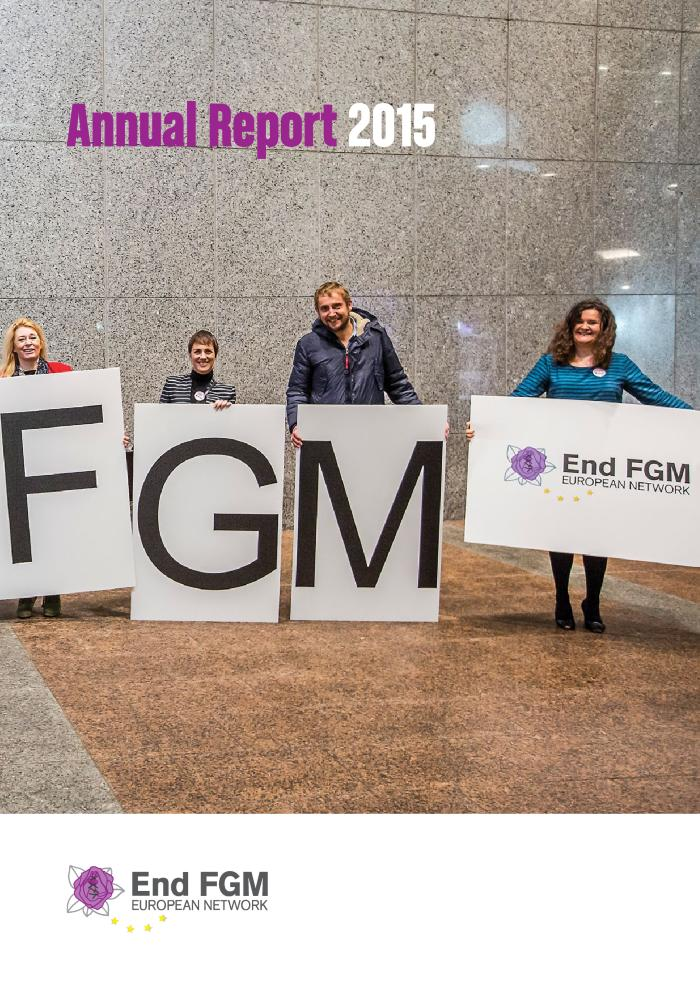 Annual Report 2015
F
G
M
End FGM
EUROPEAN NETWORK
End FGM
EUROPEAN NETWORK